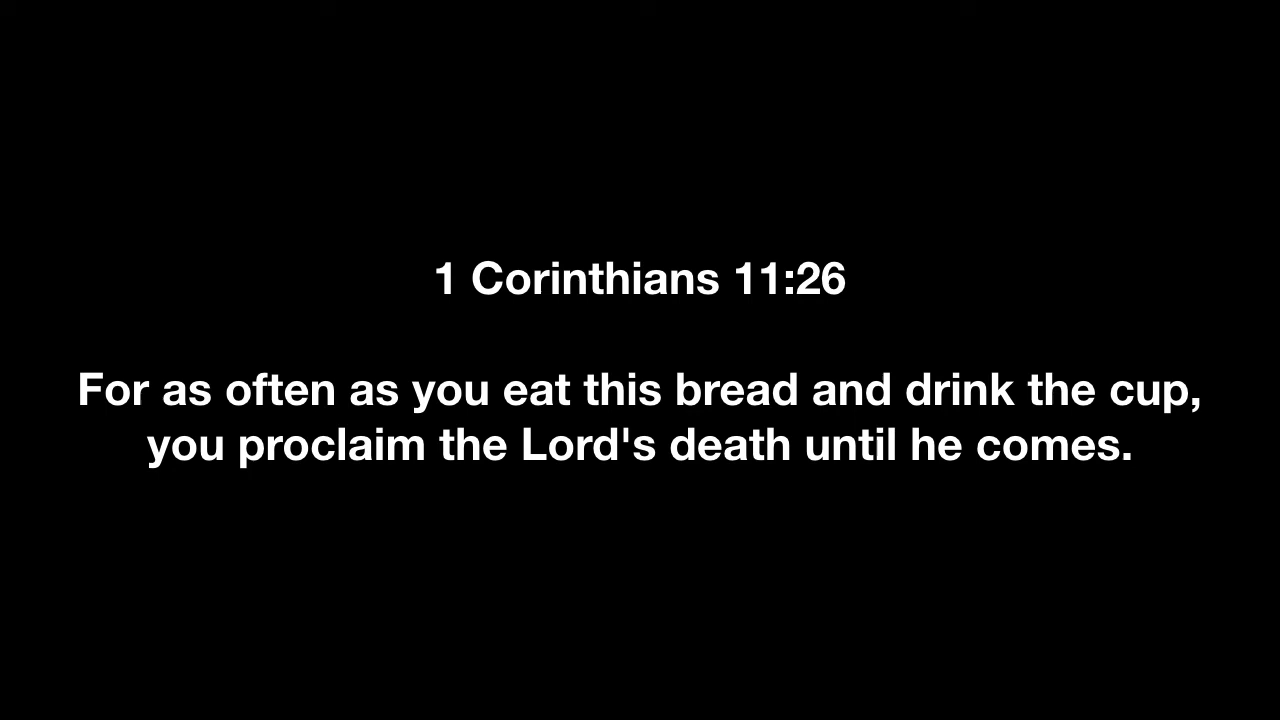 1 Corinthians 11:26
For as often as you eat this bread and drink the cup,
you proclaim the Lord's death until he comes.